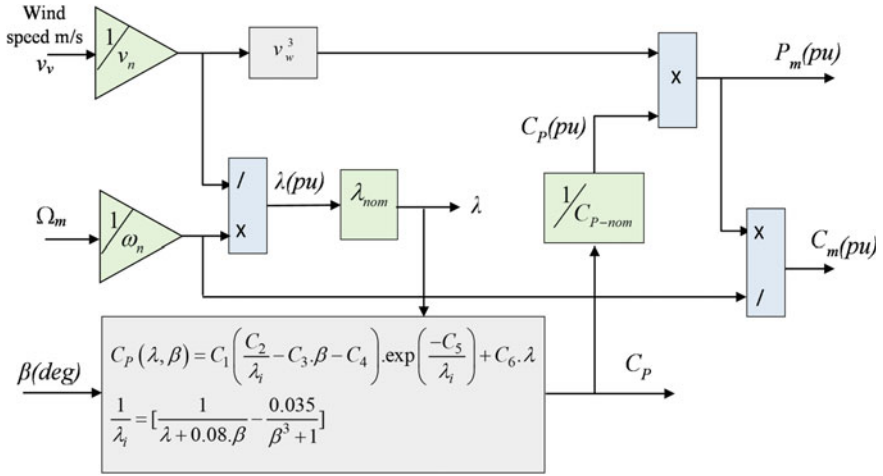 Wind
speed m/s
v_v
1/v_n
v_w^3
x
P_m(pu)
C_P(pu)
/
x
λ(pu)
λ_nom
λ
1/C_{P-nom}
Ω_m
1/ω_n
x
/
C_m(pu)
β(deg)
C_P(λ,β)=C_1(C_2/λ_i−C_3.β−C_4).exp(−C_5/λ_i)+C_6.λ
1/λ_i=[1/(λ+0.08.β)−0.035/(β^3+1)]
C_P